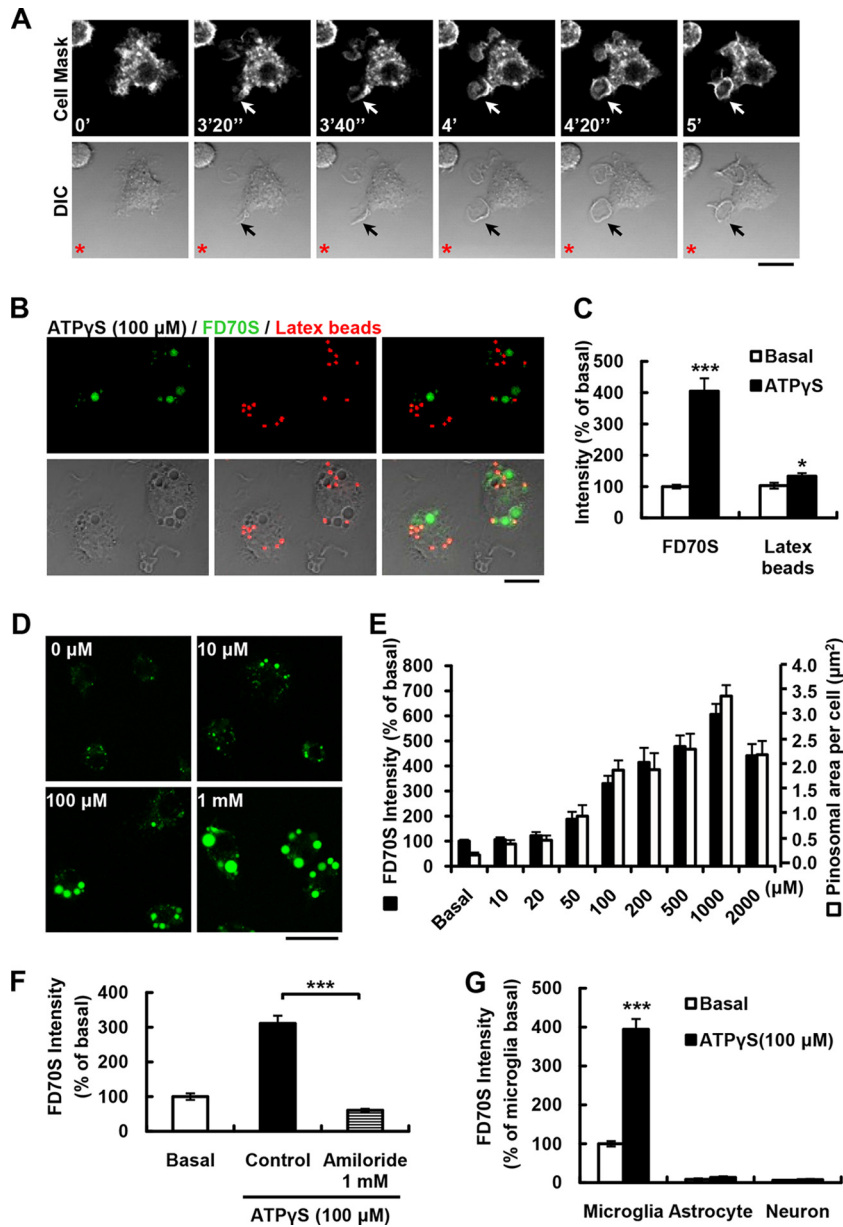 A
Cell Mask
0’
3’20’’
3’40’’
4’
4’20’’
5’
DIC
*
*
*
*
*
*
B
ATPγS (100 μM) / FD70S / Latex beads
C
Intensity (% of basal)
500
400
300
200
100
0
Basal
ATPγS
***
*
FD70S
Latex
beads
D
0 μM
10 μM
100 μM
1 mM
E
FD70S Intensity (% of basal)
800
700
600
500
400
300
200
100
0
4.0
3.5
3.0
2.5
2.0
1.5
1.0
0.5
0.0
Pinosomal area per cell (μm²)
Basal
10
20
50
100
200
500
1000
2000
(μM)
F
FD70S Intensity
(% of basal)
400
300
200
100
0
***
Basal
Control
Amiloride
1 mM
ATPγS (100 μM)
G
FD70S Intensity
(% of microglia basal)
500
400
300
200
100
0
***
Basal
ATPγS(100 μM)
Microglia
Astrocyte
Neuron